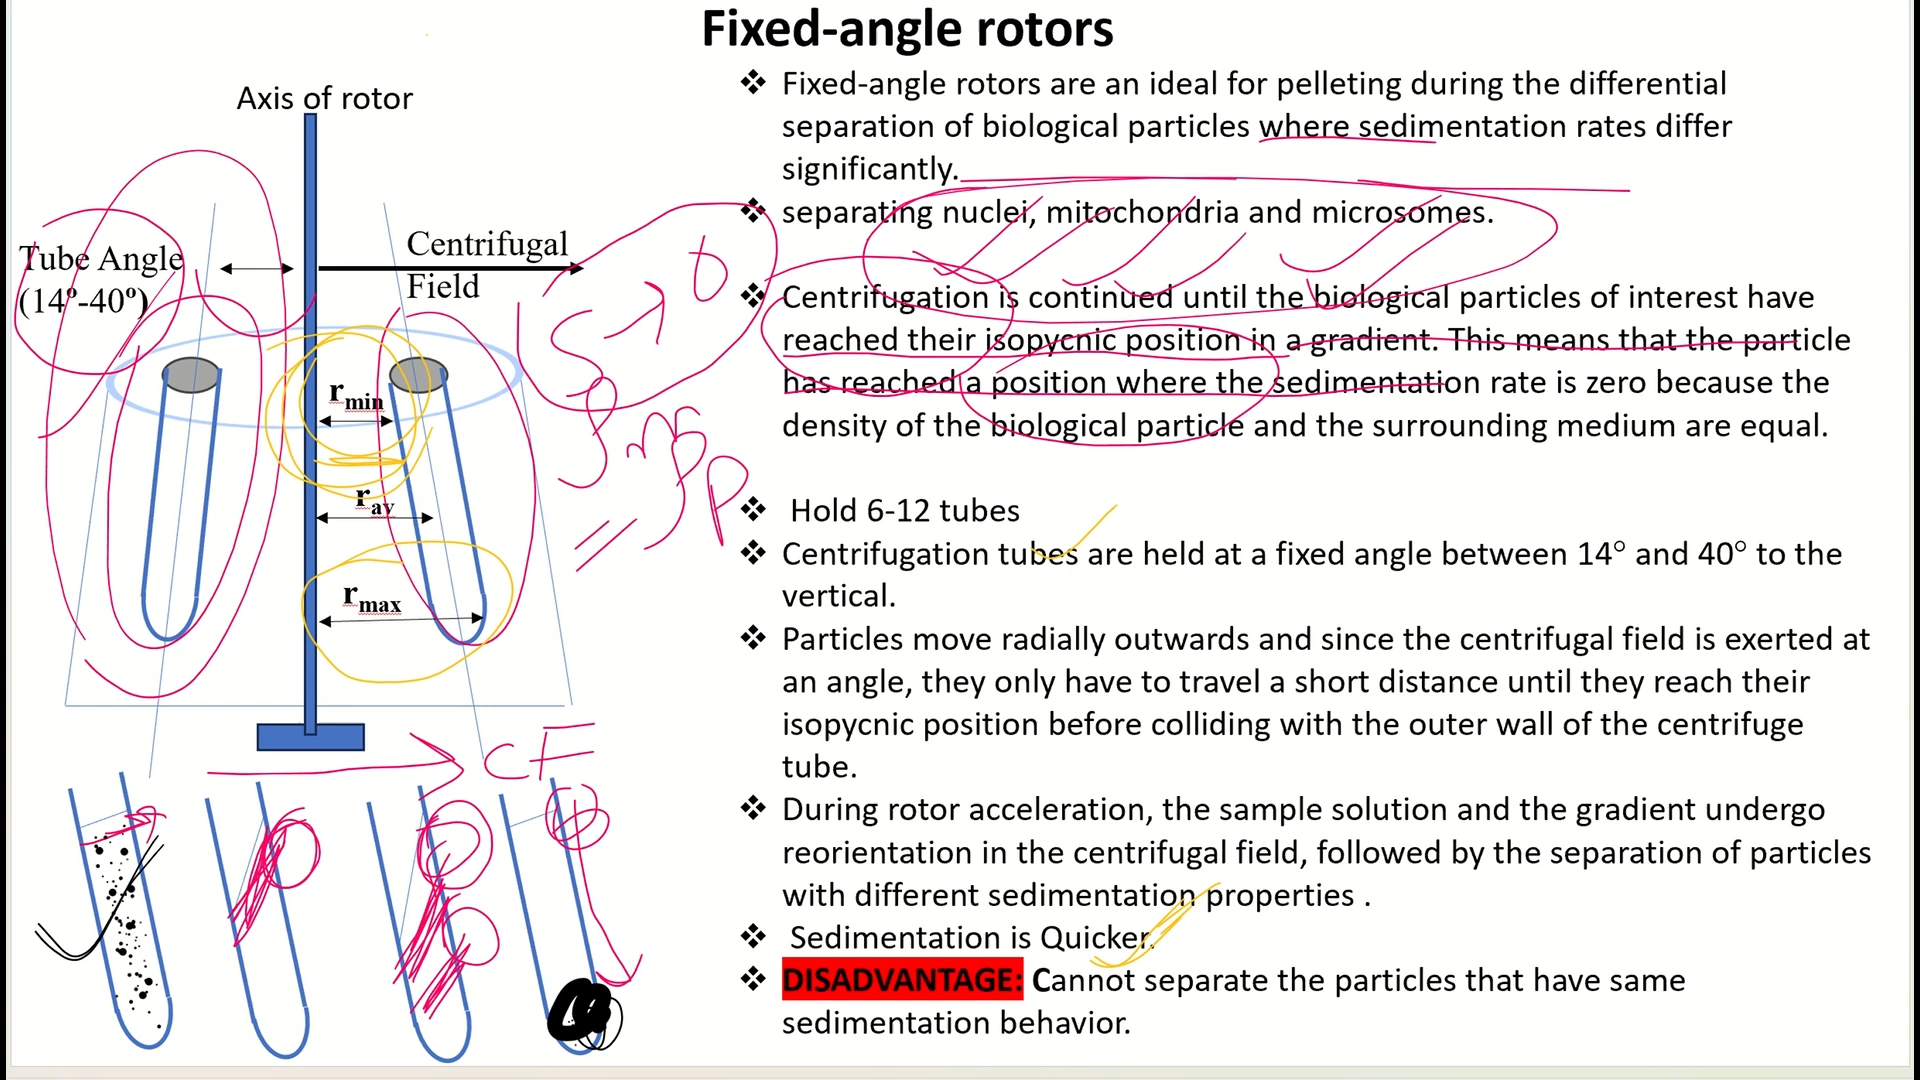 Fixed-angle rotors
Axis of rotor
Tube Angle
(14º-40º)
Centrifugal
Field
r min
r av
r max
CF
❖ Fixed-angle rotors are an ideal for pelleting during the differential
separation of biological particles where sedimentation rates differ
significantly.
❖ separating nuclei, mitochondria and microsomes.
❖ Centrifugation is continued until the biological particles of interest have
reached their isopycnic position in a gradient. This means that the particle
has reached a position where the sedimentation rate is zero because the
density of the biological particle and the surrounding medium are equal.
❖ Hold 6-12 tubes
❖ Centrifugation tubes are held at a fixed angle between 14° and 40° to the
vertical.
❖ Particles move radially outwards and since the centrifugal field is exerted at
an angle, they only have to travel a short distance until they reach their
isopycnic position before colliding with the outer wall of the centrifuge
tube.
❖ During rotor acceleration, the sample solution and the gradient undergo
reorientation in the centrifugal field, followed by the separation of particles
with different sedimentation properties .
❖ Sedimentation is Quicker.
❖ DISADVANTAGE: Cannot separate the particles that have same
sedimentation behavior.